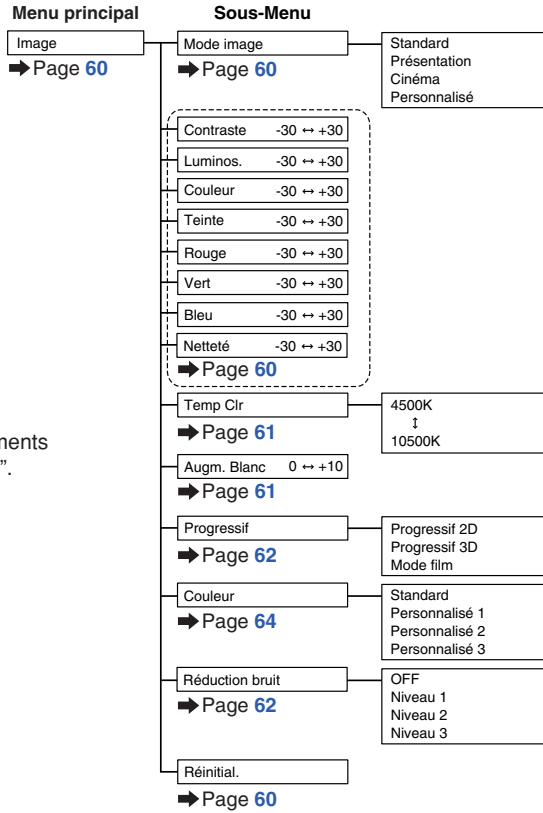 Menu principal
Sous-Menu
Image
➡ Page 60
Mode image
➡ Page 60
Standard
Présentation
Cinéma
Personnalisé
Contraste -30 ↔ +30
Luminos. -30 ↔ +30
Couleur -30 ↔ +30
Teinte -30 ↔ +30
Rouge -30 ↔ +30
Vert -30 ↔ +30
Bleu -30 ↔ +30
Netteté -30 ↔ +30
➡ Page 60
Temp Clr
➡ Page 61
4500K
↕
10500K
ments
”.
Augm. Blanc 0 ↔ +10
➡ Page 61
Progressif
➡ Page 62
Progressif 2D
Progressif 3D
Mode film
Couleur
➡ Page 64
Standard
Personnalisé 1
Personnalisé 2
Personnalisé 3
Réduction bruit
➡ Page 62
OFF
Niveau 1
Niveau 2
Niveau 3
Réinitial.
➡ Page 60